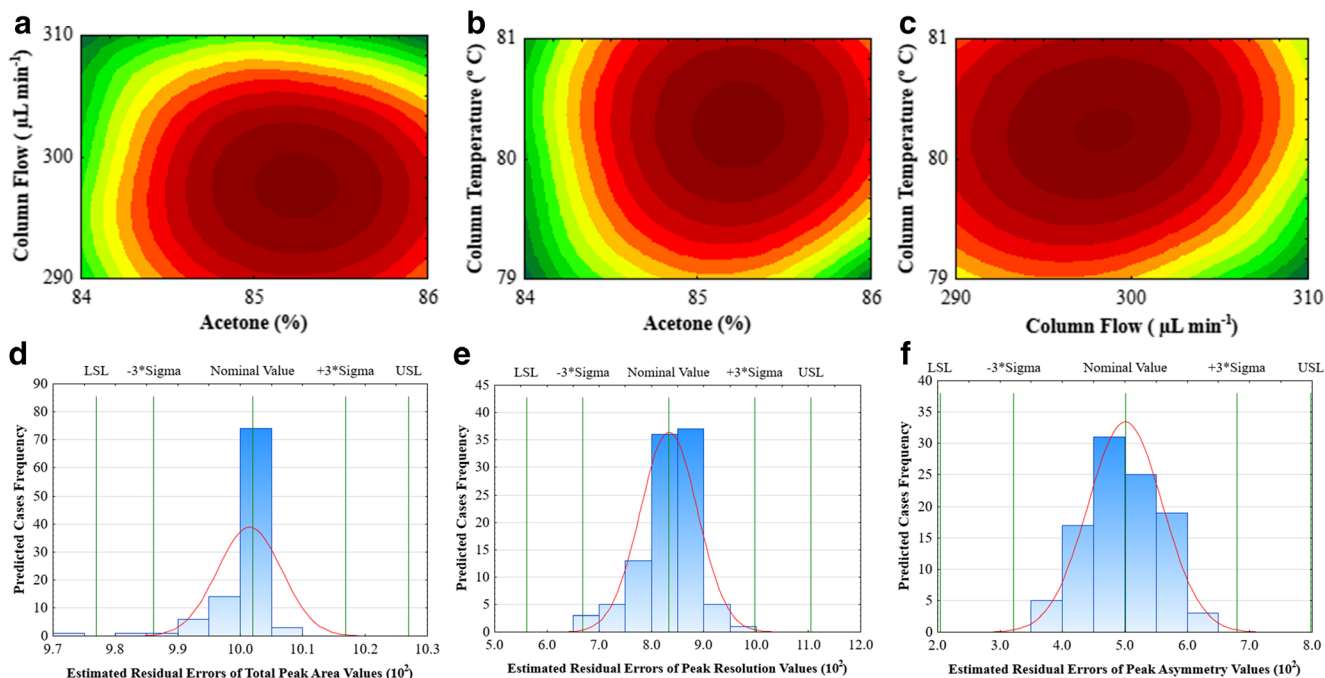 a
310
300
290
Column Flow ( µL min-1)
84
85
86
Acetone (%)
b
81
80
79
Column Temperature (° C)
84
85
86
Acetone (%)
c
81
80
79
Column Temperature (° C)
290
300
310
Column Flow ( µL min-1)
d
LSL
-3*Sigma
Nominal Value
+3*Sigma
USL
90
80
70
60
50
40
30
20
10
0
Predicted Cases Frequency
9.7
9.9
10.0
10.2
10.3
Estimated Residual Errors of Total Peak Area Values (10²)
e
LSL
-3*Sigma
Nominal Value
+3*Sigma
USL
45
40
35
30
25
20
15
10
5
0
Predicted Cases Frequency
5.0
6.0
7.0
8.0
9.0
10.0
11.0
12.0
Estimated Residual Errors of Peak Resolution Values (10²)
f
LSL
-3*Sigma
Nominal Value
+3*Sigma
USL
40
35
30
25
20
15
10
5
0
Predicted Cases Frequency
2.0
3.0
4.0
5.0
6.0
7.0
8.0
Estimated Residual Errors of Peak Asymmetry Values (10²)